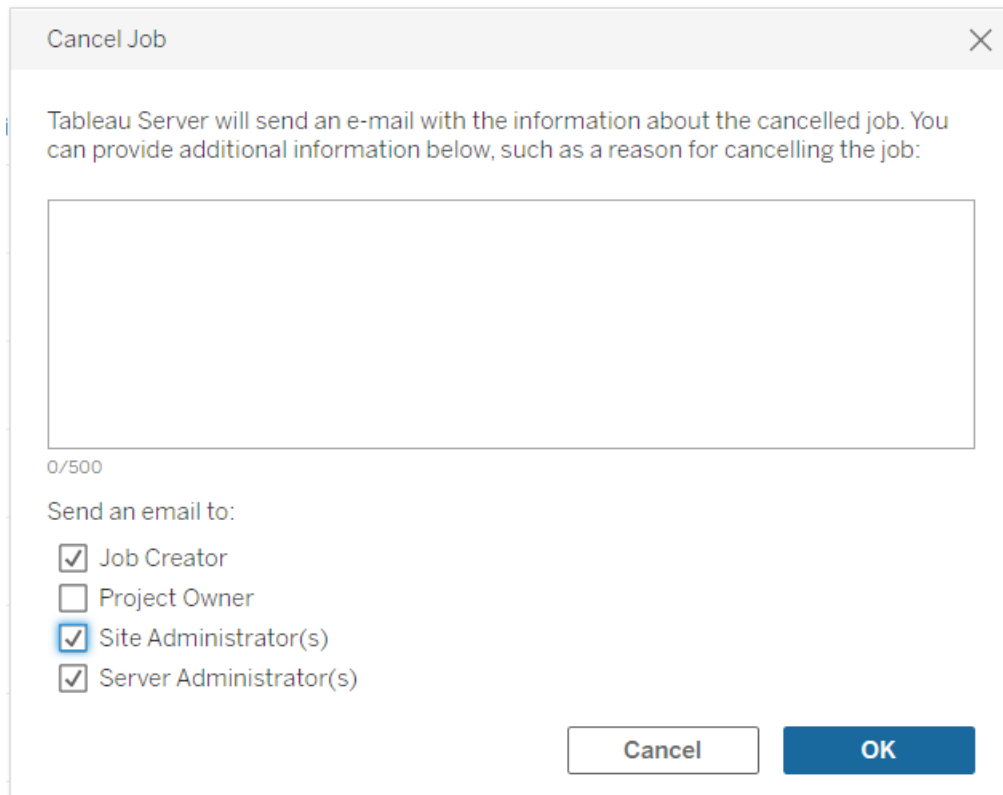 Cancel Job
Tableau Server will send an e-mail with the information about the cancelled job. You
can provide additional information below, such as a reason for cancelling the job:
0/500
Send an email to:
Job Creator
Project Owner
Site Administrator(s)
Server Administrator(s)
Cancel
OK